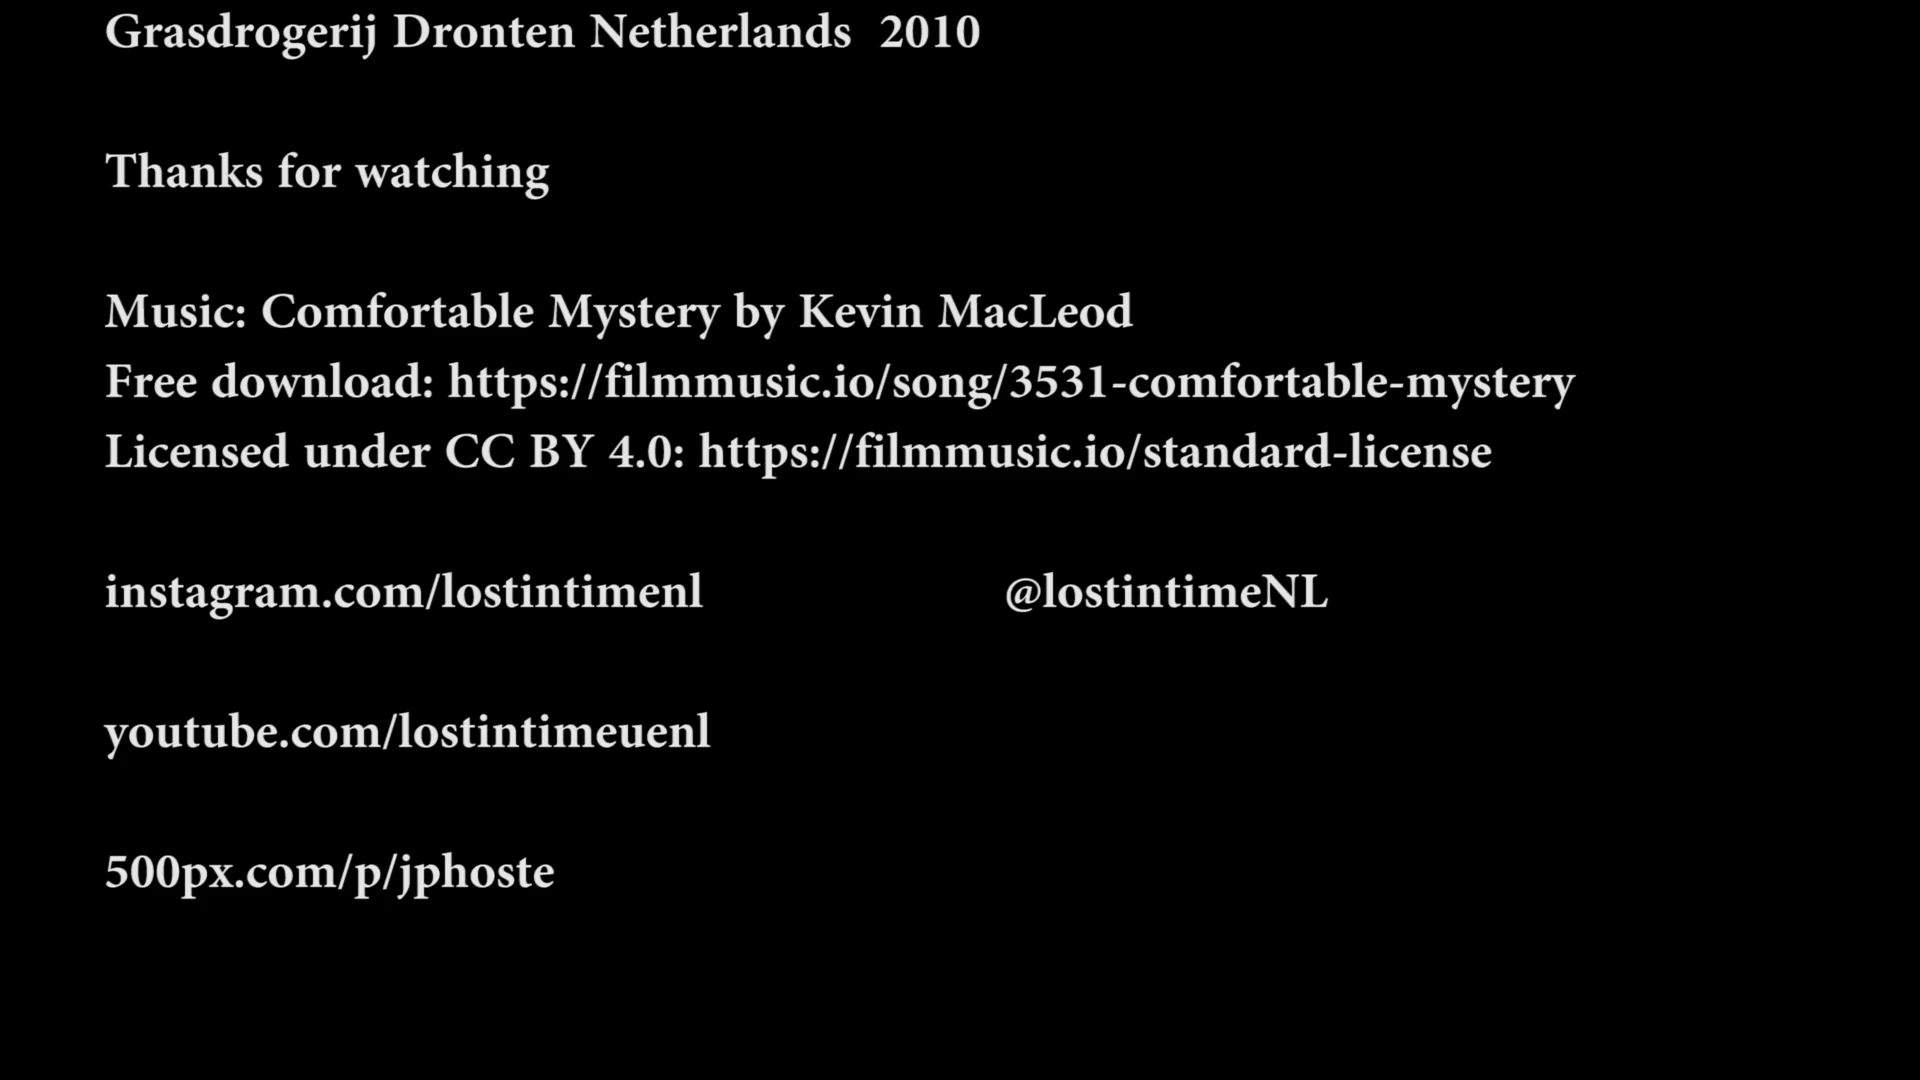 Grasdrogerij Dronten Netherlands  2010
Thanks for watching
Music: Comfortable Mystery by Kevin MacLeod
Free download: https://filmmusic.io/song/3531-comfortable-mystery
Licensed under CC BY 4.0: https://filmmusic.io/standard-license
instagram.com/lostintimenl @lostintimeNL
youtube.com/lostintimeuenl
500px.com/p/jphoste